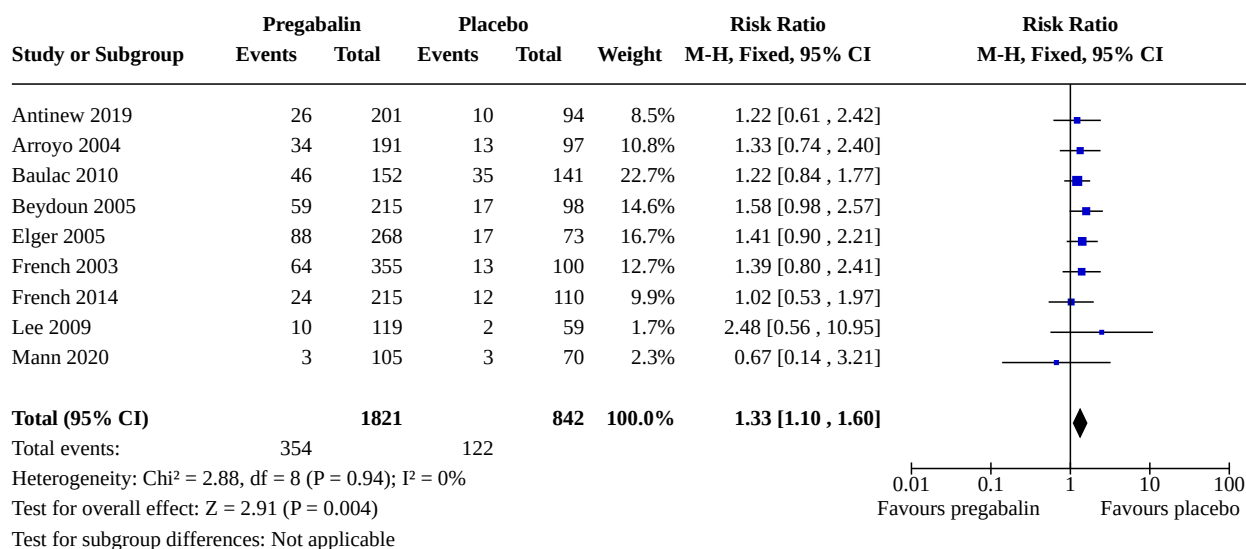 Pregabalin Placebo Risk Ratio Risk Ratio
Study or Subgroup Events Total Events Total Weight M-H, Fixed, 95% CI M-H, Fixed, 95% CI
Antinew 2019 26 201 10 94 8.5% 1.22 [0.61 , 2.42]
Arroyo 2004 34 191 13 97 10.8% 1.33 [0.74 , 2.40]
Baulac 2010 46 152 35 141 22.7% 1.22 [0.84 , 1.77]
Beydoun 2005 59 215 17 98 14.6% 1.58 [0.98 , 2.57]
Elger 2005 88 268 17 73 16.7% 1.41 [0.90 , 2.21]
French 2003 64 355 13 100 12.7% 1.39 [0.80 , 2.41]
French 2014 24 215 12 110 9.9% 1.02 [0.53 , 1.97]
Lee 2009 10 119 2 59 1.7% 2.48 [0.56 , 10.95]
Mann 2020 3 105 3 70 2.3% 0.67 [0.14 , 3.21]
Total (95% CI) 1821 842 100.0% 1.33 [1.10 , 1.60]
Total events: 354 122
Heterogeneity: Chi² = 2.88, df = 8 (P = 0.94); I² = 0%
0.01 0.1 1 10 100
Test for overall effect: Z = 2.91 (P = 0.004) Favours pregabalin Favours placebo
Test for subgroup differences: Not applicable